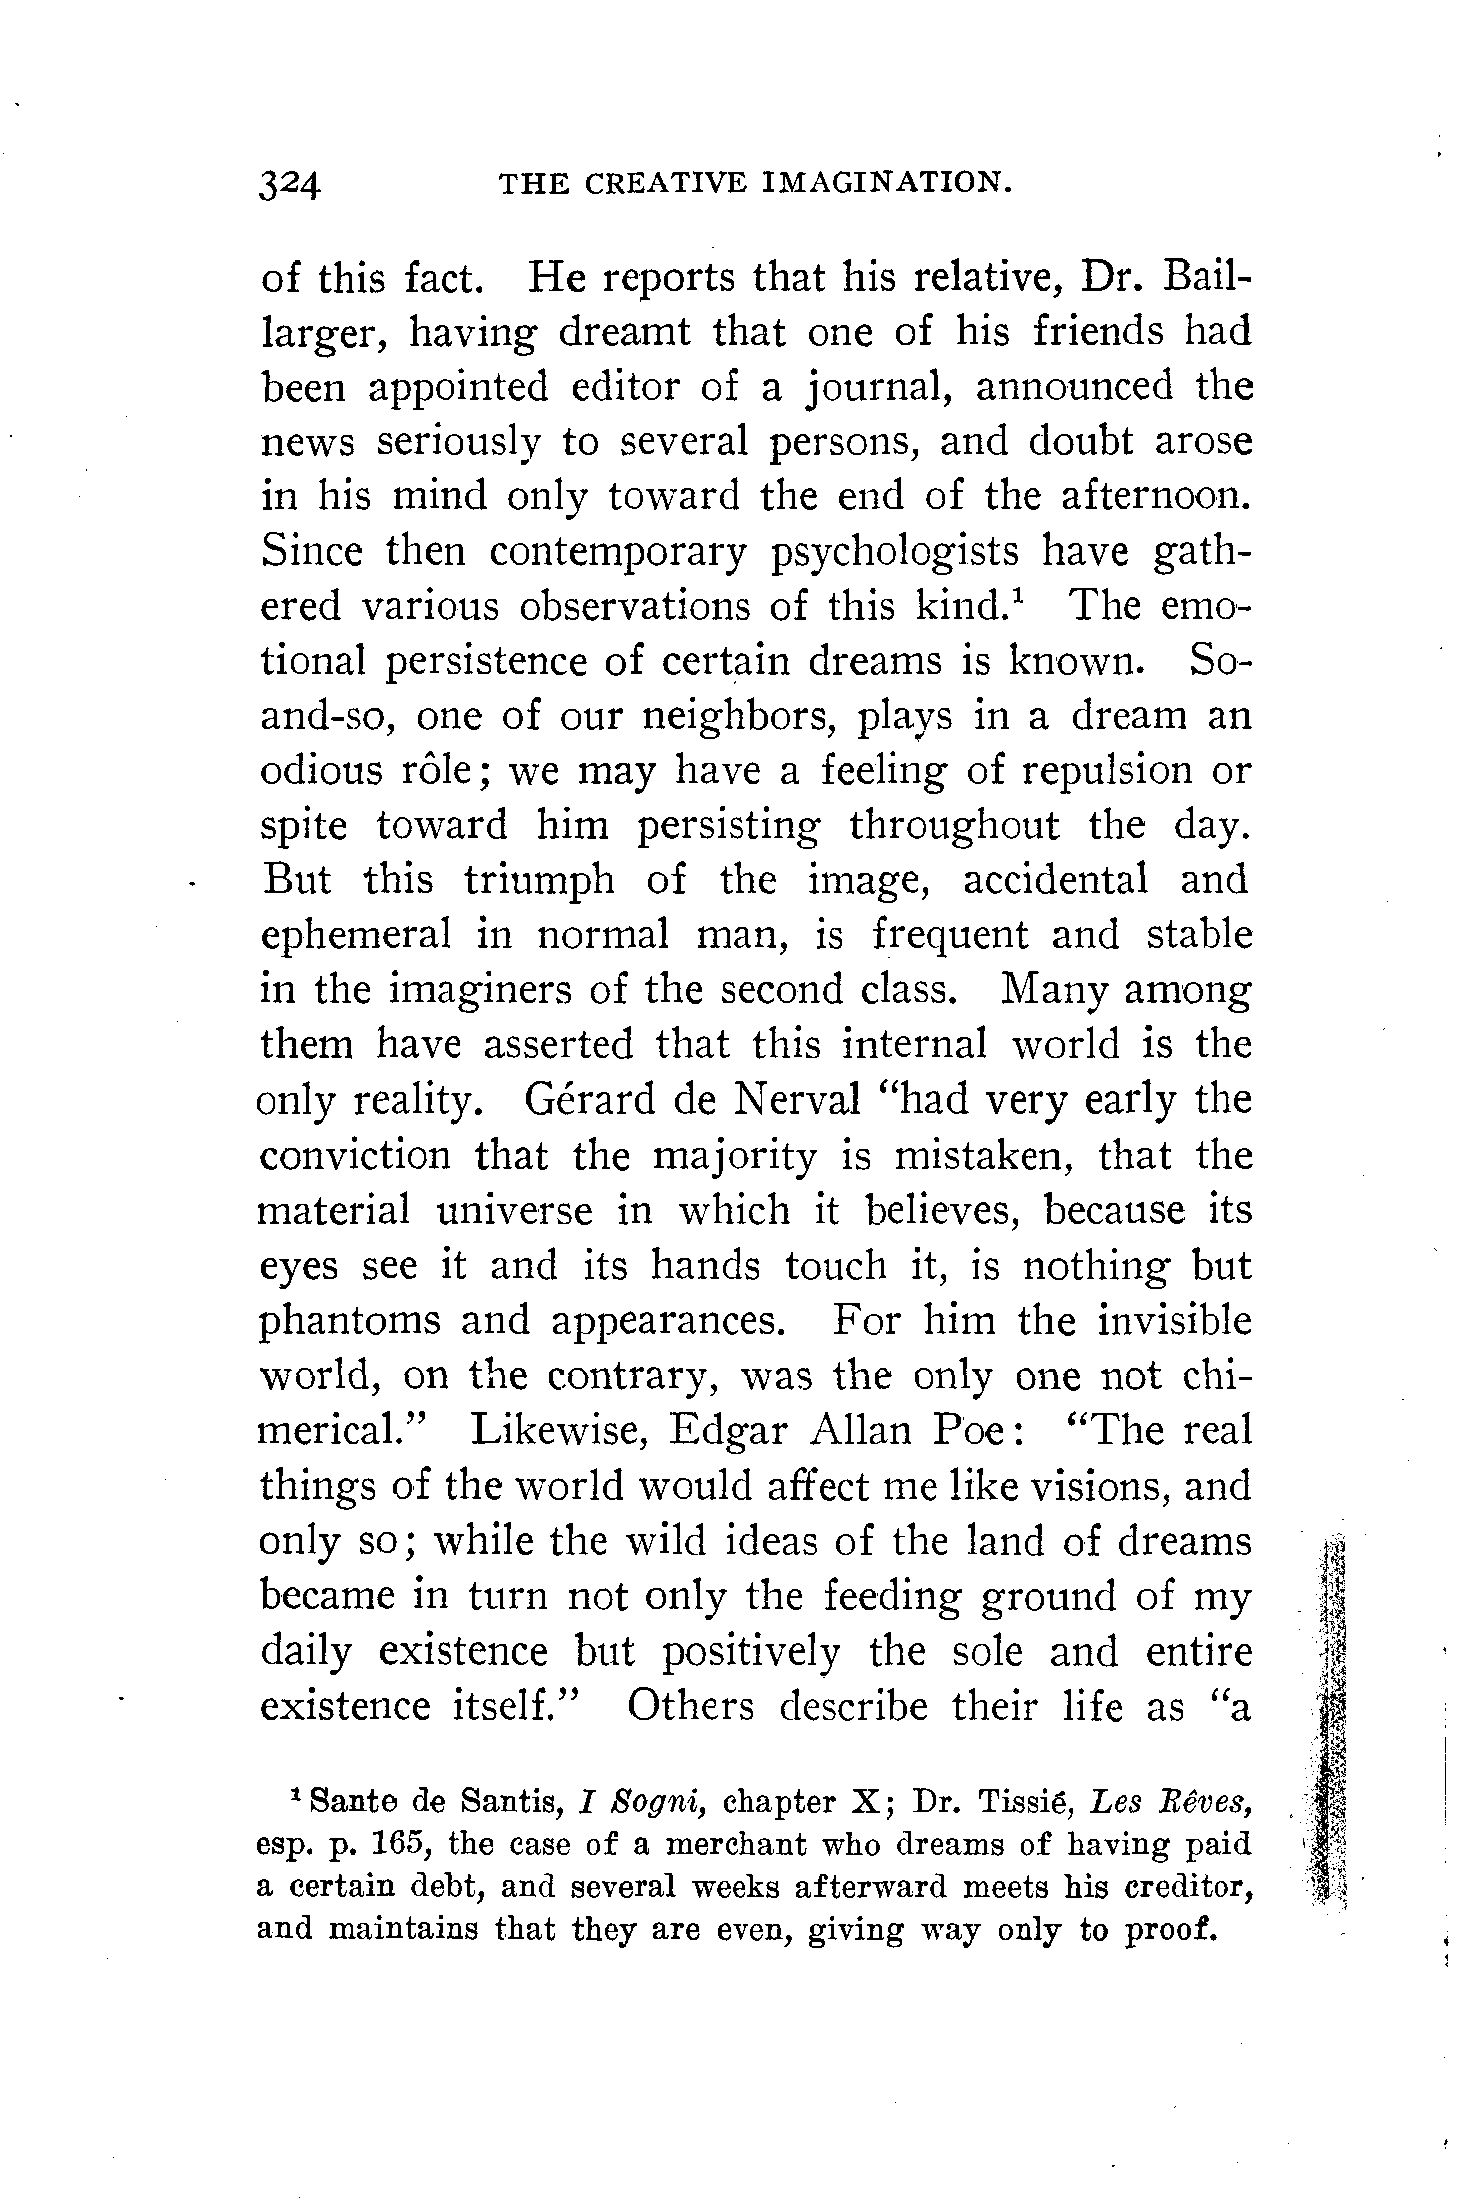 324 THE CREATIVE IMAGINATION.
of this fact. He reports that his relative, Dr. Bail-
larger, having dreamt that one of his friends had
been appointed editor of a journal, announced the
news seriously to several persons, and doubt arose
in his mind only toward the end of the afternoon.
Since then contemporary psychologists have gath-
ered various observations of this kind.¹ The emo-
tional persistence of certain dreams is known. So-
and-so, one of our neighbors, plays in a dream an
odious rôle; we may have a feeling of repulsion or
spite toward him persisting throughout the day.
But this triumph of the image, accidental and
ephemeral in normal man, is frequent and stable
in the imaginers of the second class. Many among
them have asserted that this internal world is the
only reality. Gérard de Nerval "had very early the
conviction that the majority is mistaken, that the
material universe in which it believes, because its
eyes see it and its hands touch it, is nothing but
phantoms and appearances. For him the invisible
world, on the contrary, was the only one not chi-
merical." Likewise, Edgar Allan Poe: "The real
things of the world would affect me like visions, and
only so; while the wild ideas of the land of dreams
became in turn not only the feeding ground of my
daily existence but positively the sole and entire
existence itself." Others describe their life as "a
¹ Sante de Santis, I Sogni, chapter X; Dr. Tissié, Les Rêves,
esp. p. 165, the case of a merchant who dreams of having paid
a certain debt, and several weeks afterward meets his creditor,
and maintains that they are even, giving way only to proof.